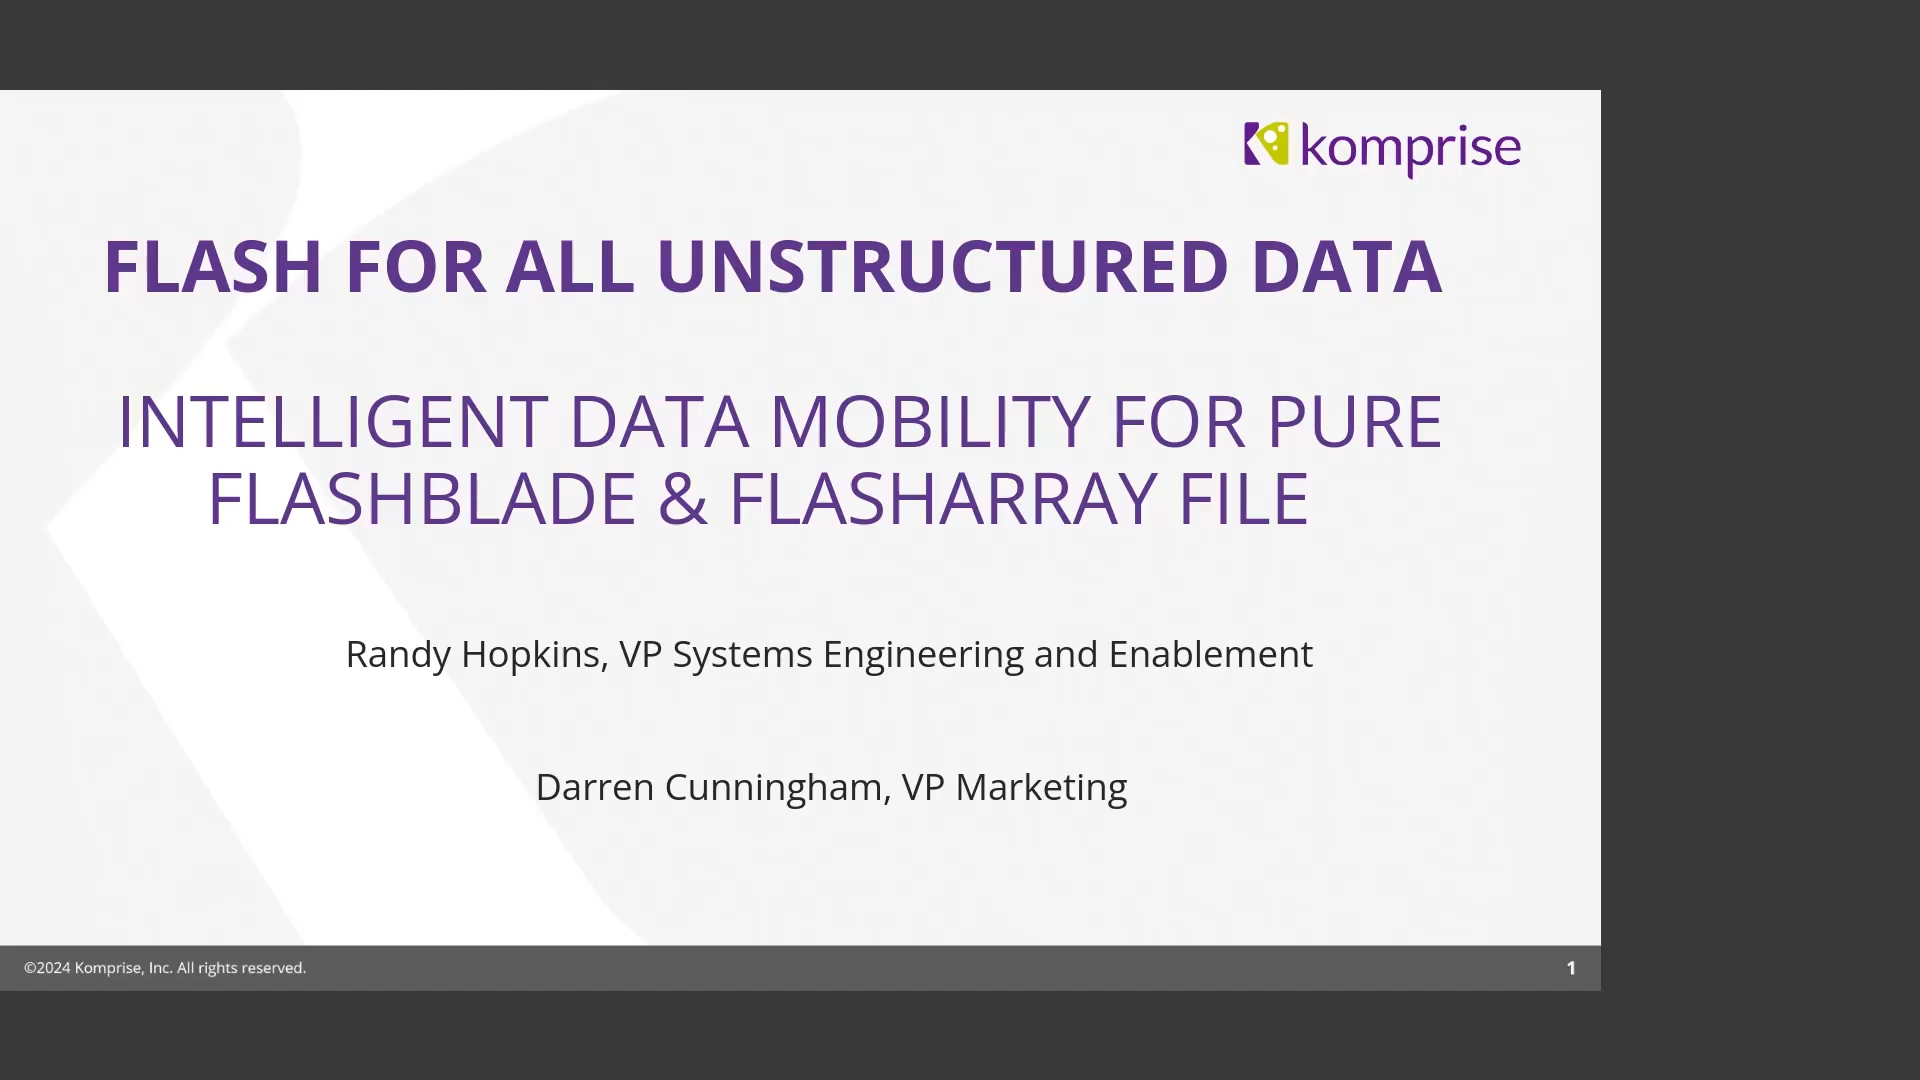 komprise
FLASH FOR ALL UNSTRUCTURED DATA
INTELLIGENT DATA MOBILITY FOR PURE
FLASHBLADE & FLASHARRAY FILE
Randy Hopkins, VP Systems Engineering and Enablement
Darren Cunningham, VP Marketing
©2024 Komprise, Inc. All rights reserved.
1